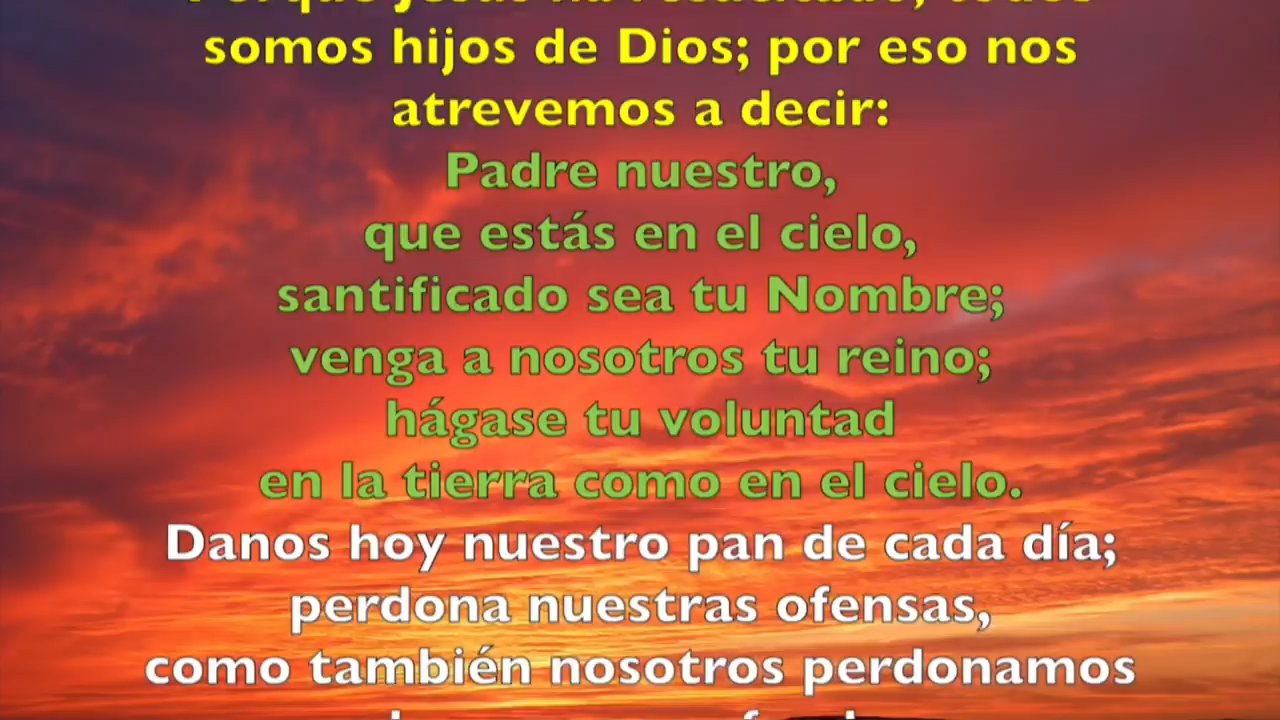 somos hijos de Dios; por eso nos
atrevemos a decir:
Padre nuestro,
que estás en el cielo,
santificado sea tu Nombre;
venga a nosotros tu reino;
hágase tu voluntad
en la tierra como en el cielo.
Danos hoy nuestro pan de cada día;
perdona nuestras ofensas,
como también nosotros perdonamos